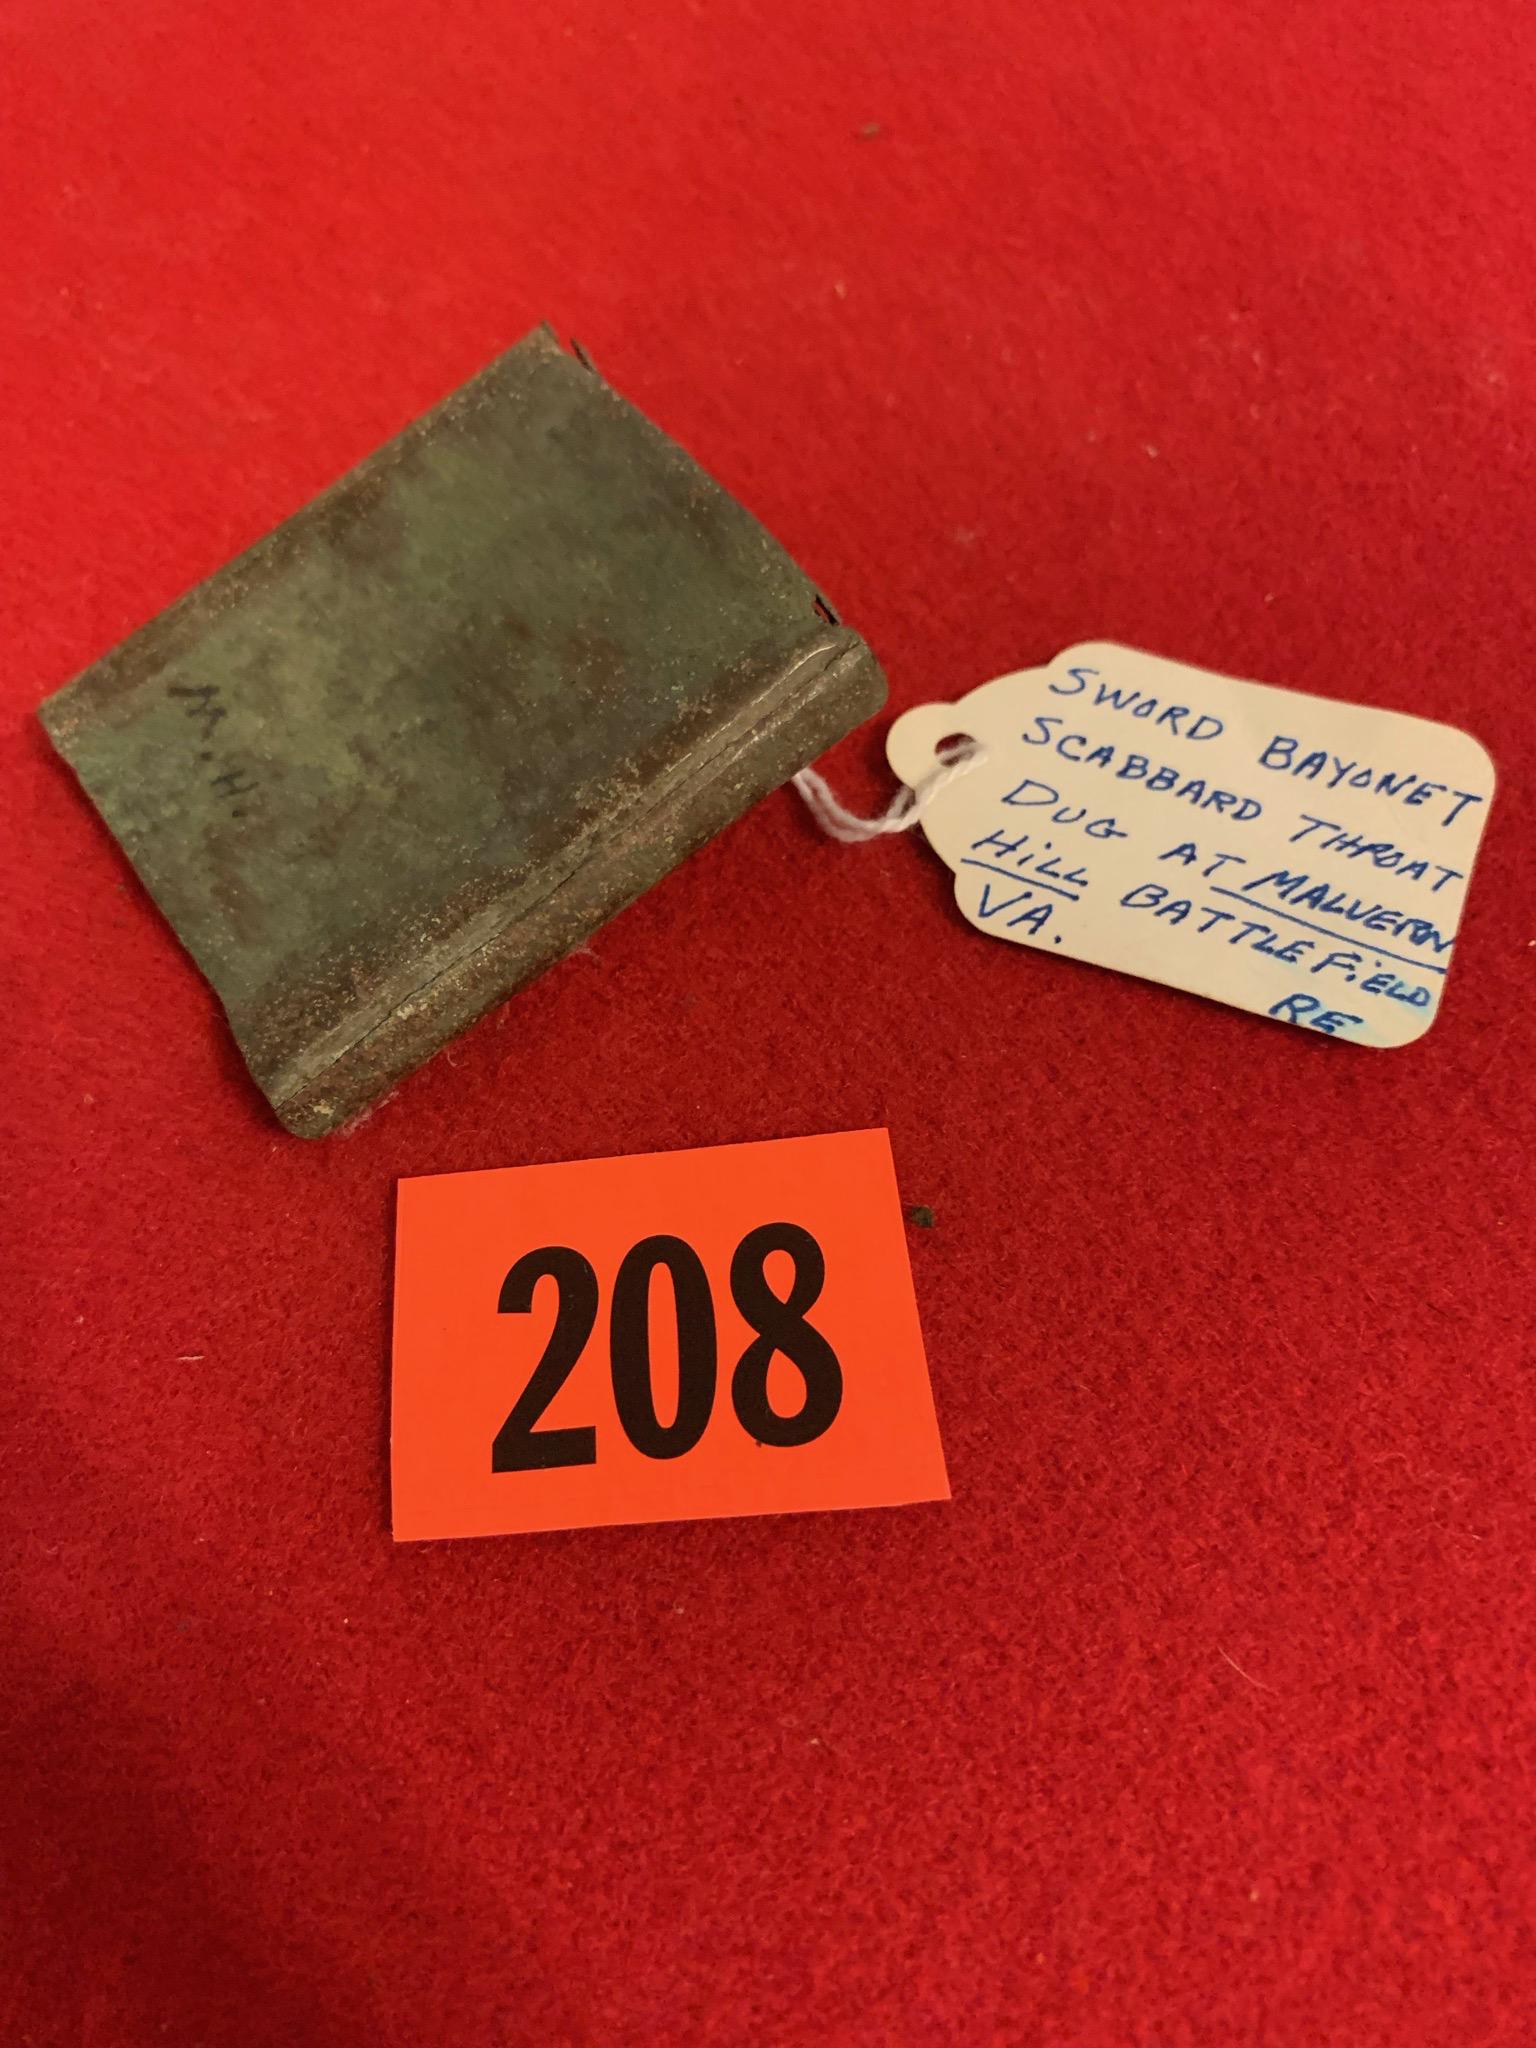 M.H.
SWORD BAYONET
SCABBARD THROAT
DUG AT MALVERN
HiLL BATTLEFiELD
VA.
RE
208